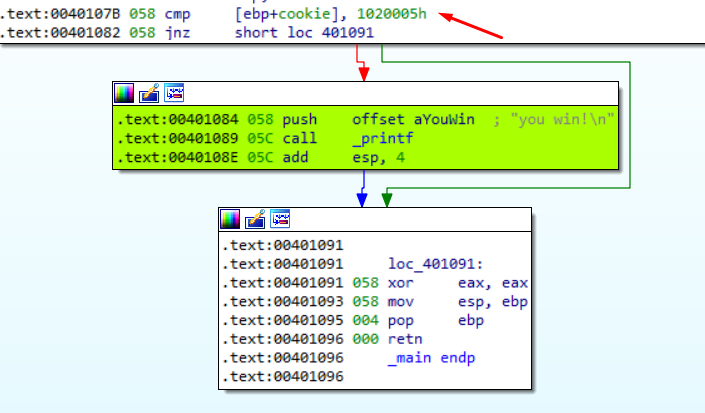 .text:0040107B 058 cmp     [ebp+cookie], 1020005h
.text:00401082 058 jnz     short loc_401091
.text:00401084 058 push    offset aYouWin  ; "you win!\n"
.text:00401089 05C call    _printf
.text:0040108E 05C add     esp, 4
.text:00401091
.text:00401091     loc_401091:
.text:00401091 058 xor     eax, eax
.text:00401093 058 mov     esp, ebp
.text:00401095 004 pop     ebp
.text:00401096 000 retn
.text:00401096     _main endp
.text:00401096